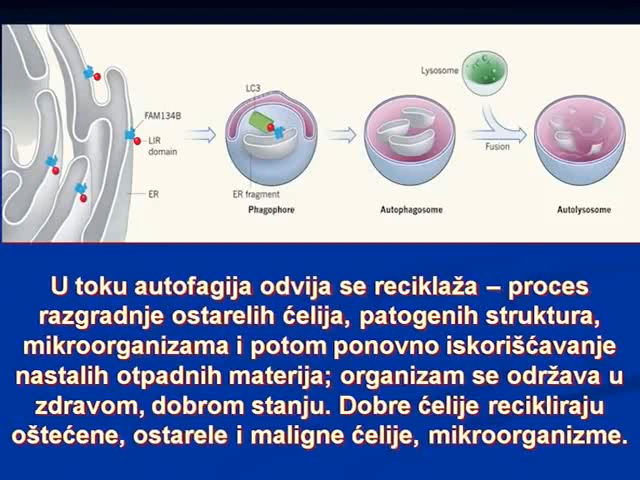 Lysosome
LC3
FAM134B
LIR
domain
Fusion
ER
ER fragment
Phagophore
Autophagosome
Autolysosome
U toku autofagija odvija se reciklaža – proces
razgradnje ostarelih ćelija, patogenih struktura,
mikroorganizama i potom ponovno iskorišćavanje
nastalih otpadnih materija; organizam se održava u
zdravom, dobrom stanju. Dobre ćelije recikliraju
oštećene, ostarele i maligne ćelije, mikroorganizme.